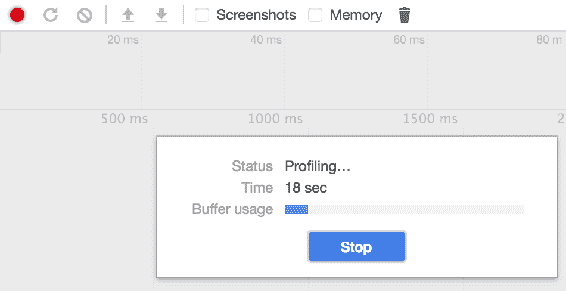 Screenshots Memory
20 ms 40 ms 60 ms 80 m
500 ms 1000 ms 1500 ms 2
Status Profiling...
Time 18 sec
Buffer usage
Stop